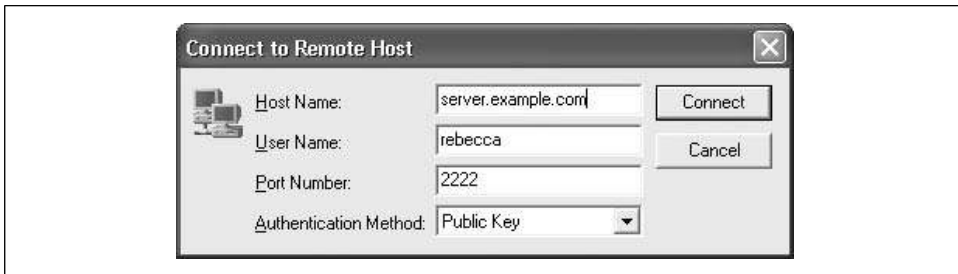 Connect to Remote Host
Host Name: server.example.com Connect
User Name: rebecca Cancel
Port Number: 2222
Authentication Method: Public Key